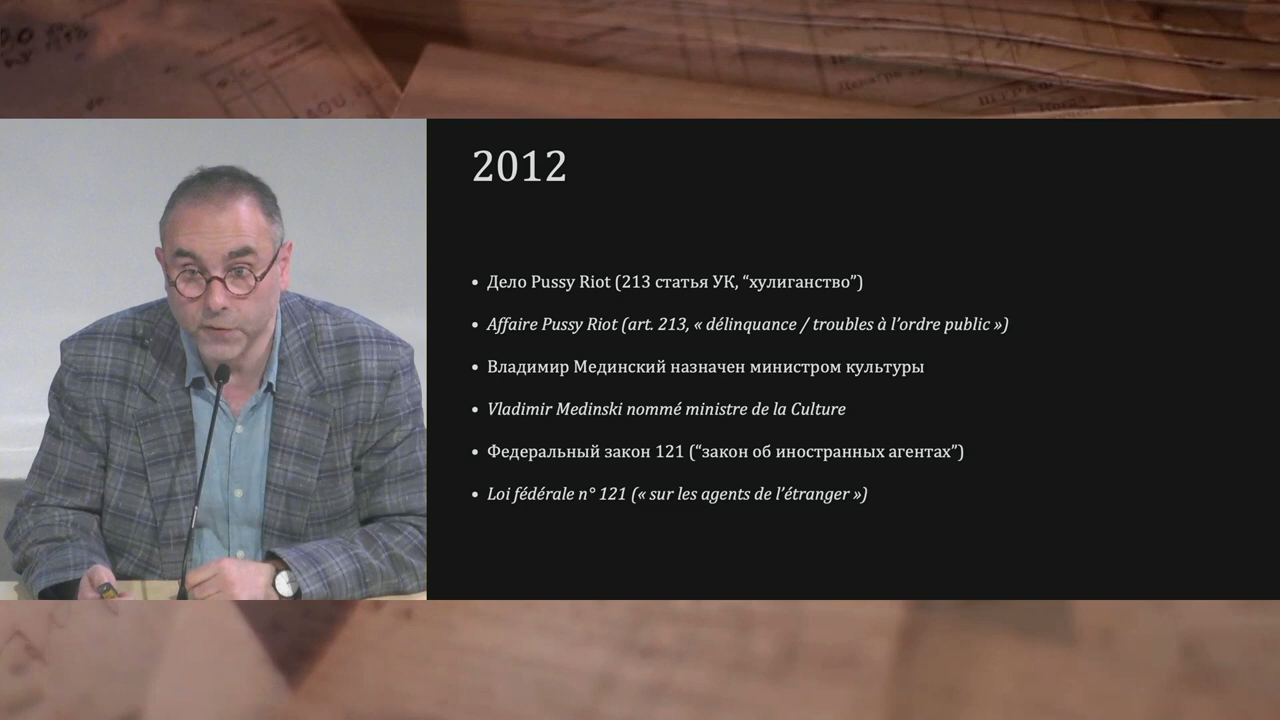 2012
• Дело Pussy Riot (213 статья УК, “хулиганство”)
• Affaire Pussy Riot (art. 213, « délinquance / troubles à l’ordre public »)
• Владимир Мединский назначен министром культуры
• Vladimir Medinski nommé ministre de la Culture
• Федеральный закон 121 (“закон об иностранных агентах”)
• Loi fédérale n° 121 (« sur les agents de l’étranger »)